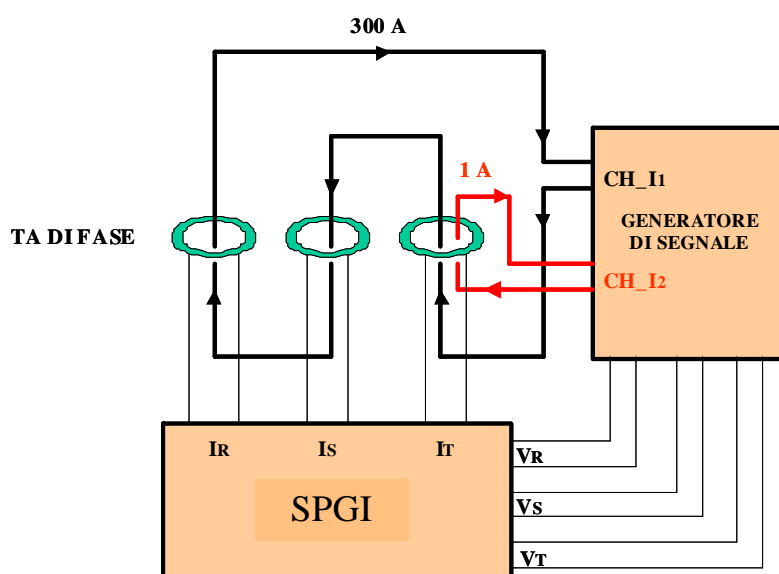 300 A
1 A
CH_I1
TA DI FASE
GENERATORE
DI SEGNALE
CH_I2
IR
IS
IT
VR
SPGI
VS
VT